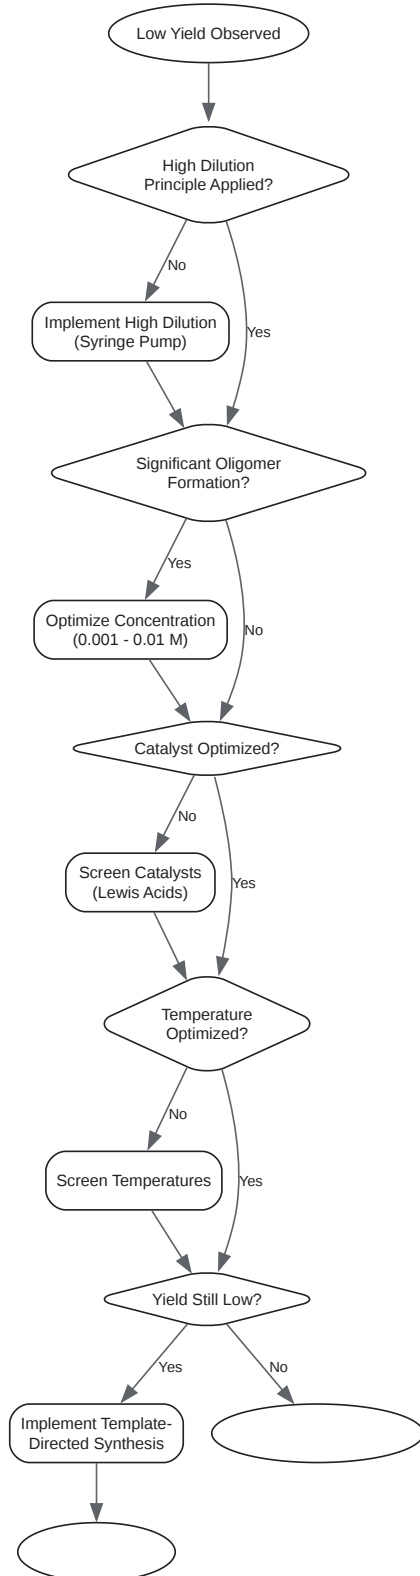 Low Yield Observed
High Dilution
Principle Applied?
No
Yes
Implement High Dilution
(Syringe Pump)
Significant Oligomer
Formation?
Yes
No
Optimize Concentration
(0.001 - 0.01 M)
Catalyst Optimized?
No
Yes
Screen Catalysts
(Lewis Acids)
Temperature
Optimized?
No
Yes
Screen Temperatures
Yield Still Low?
Yes
No
Implement Template-
Directed Synthesis